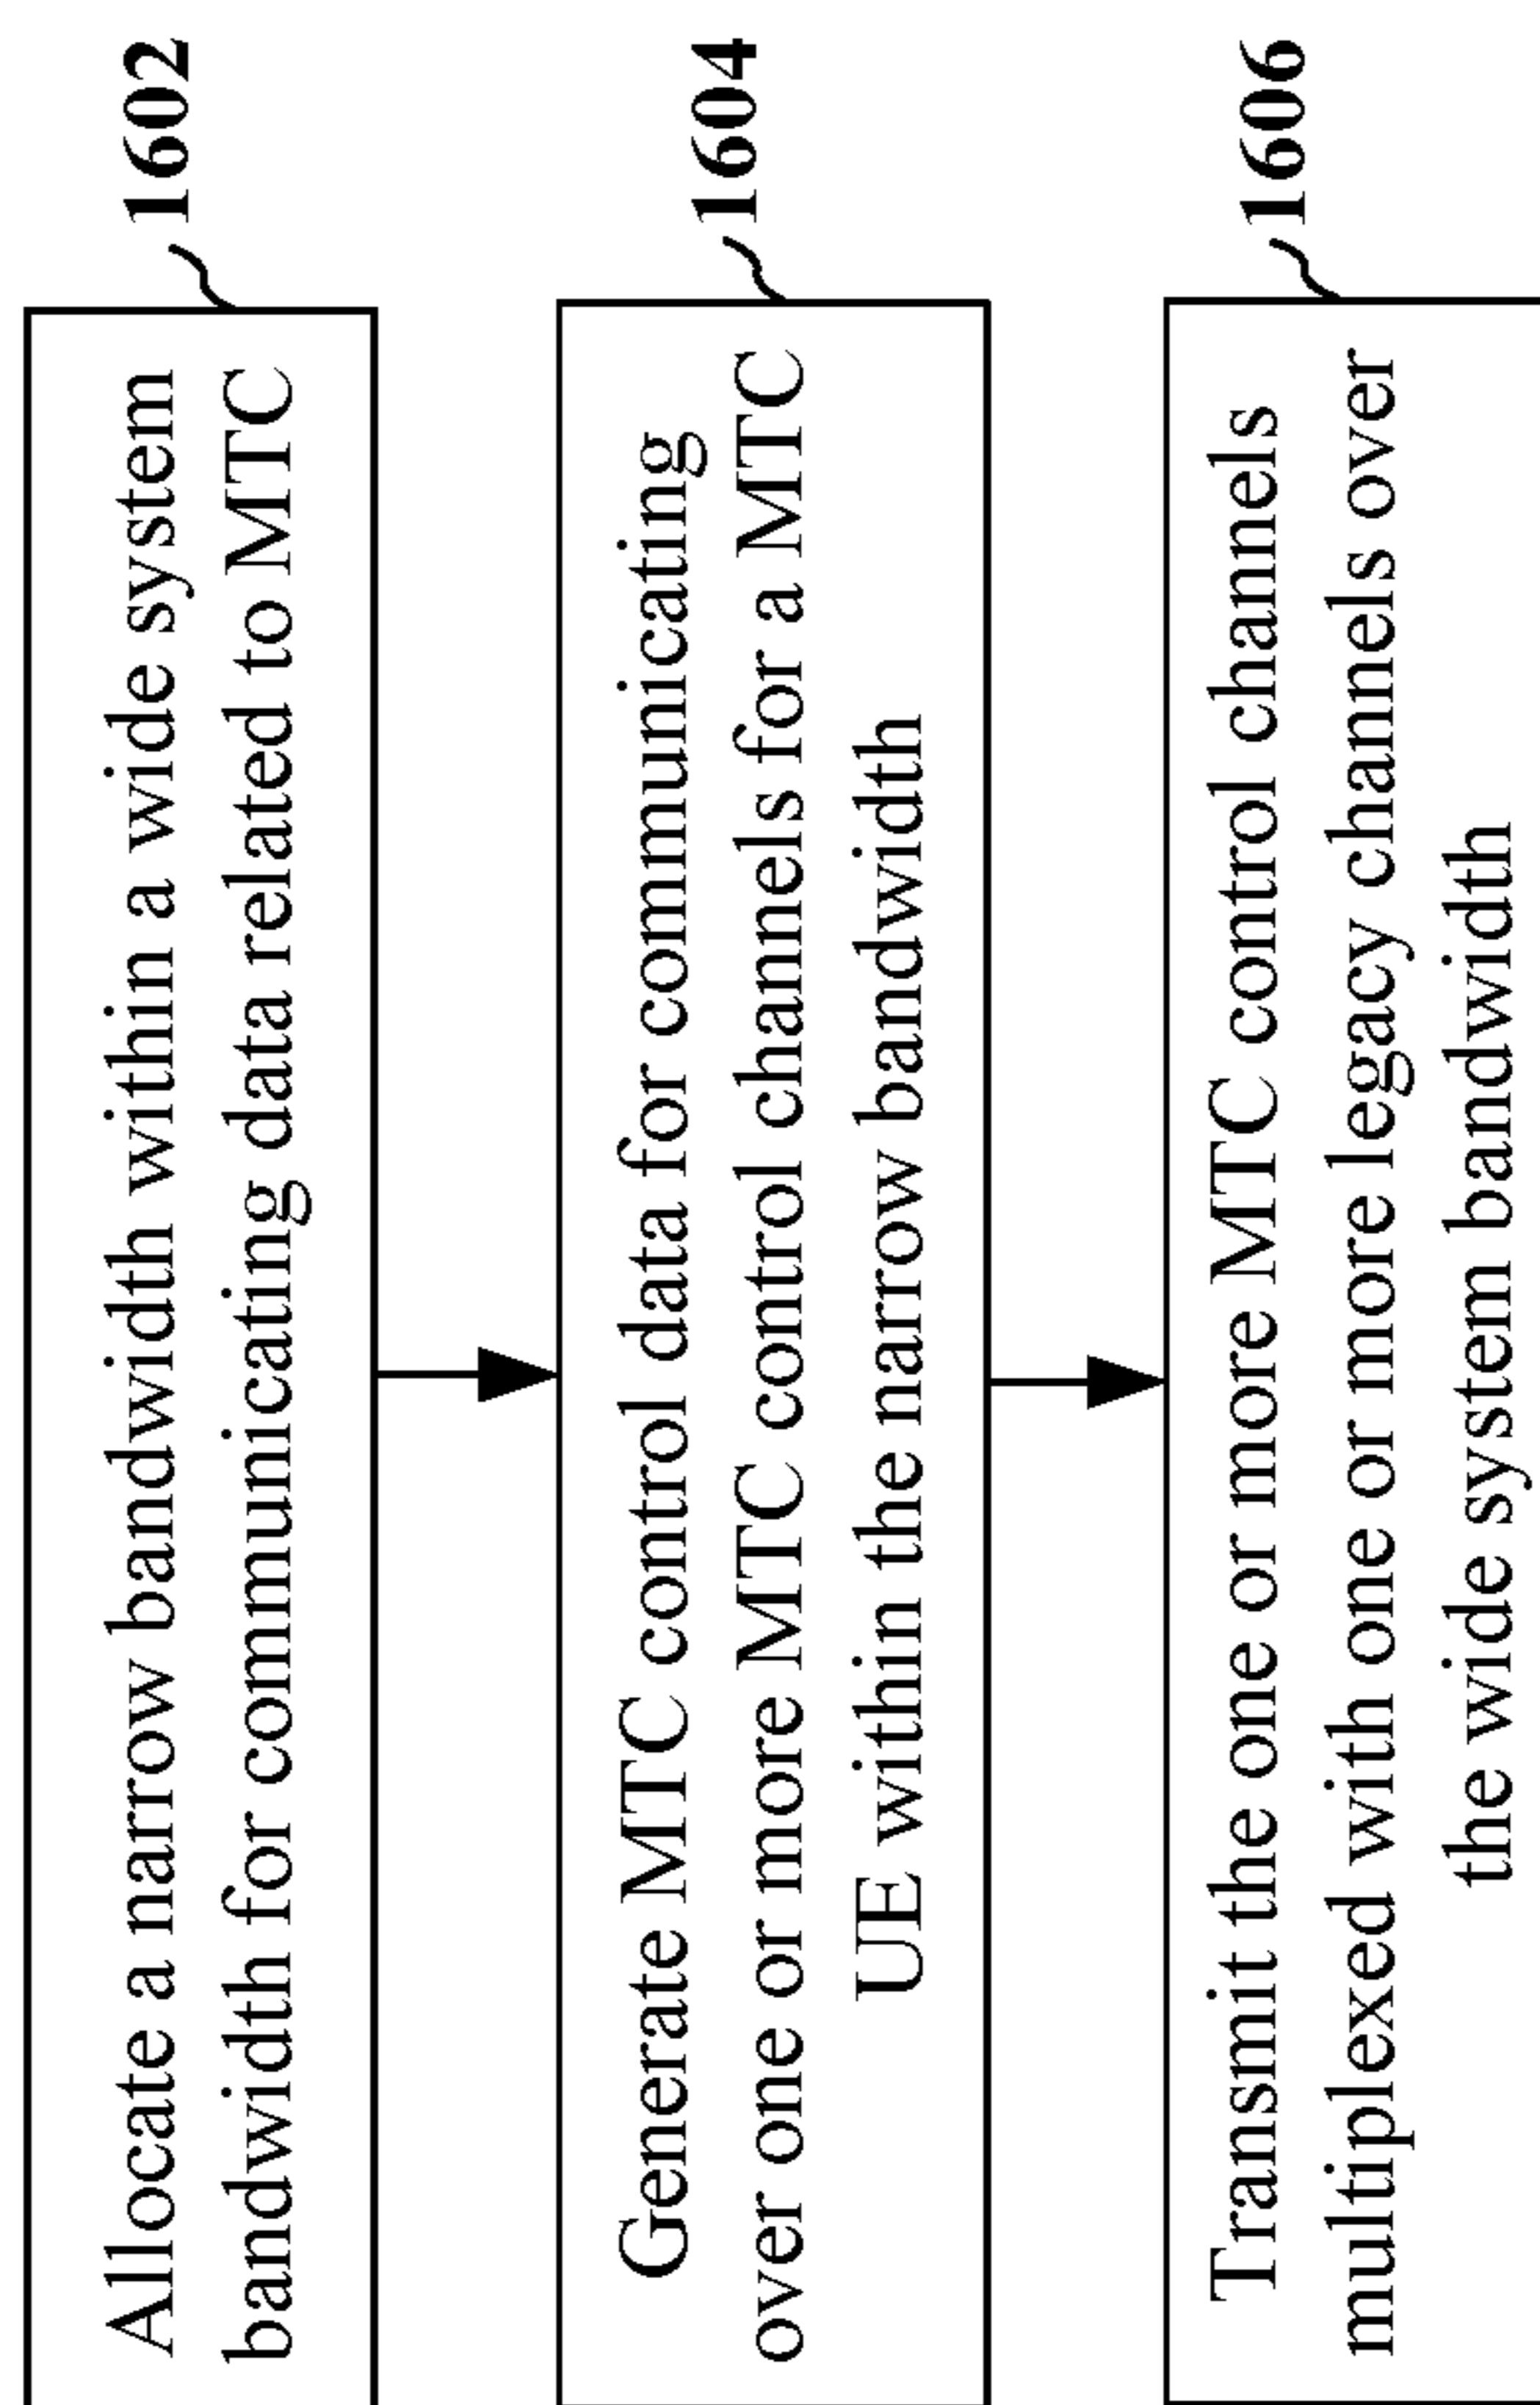 1602
Allocate a narrow bandwidth within a wide system
bandwidth for communicating data related to MTC
1604
Generate MTC control data for communicating
over one or more MTC control channels for a MTC
UE within the narrow bandwidth
1606
Transmit the one or more MTC control channels
multiplexed with one or more legacy channels over
the wide system bandwidth